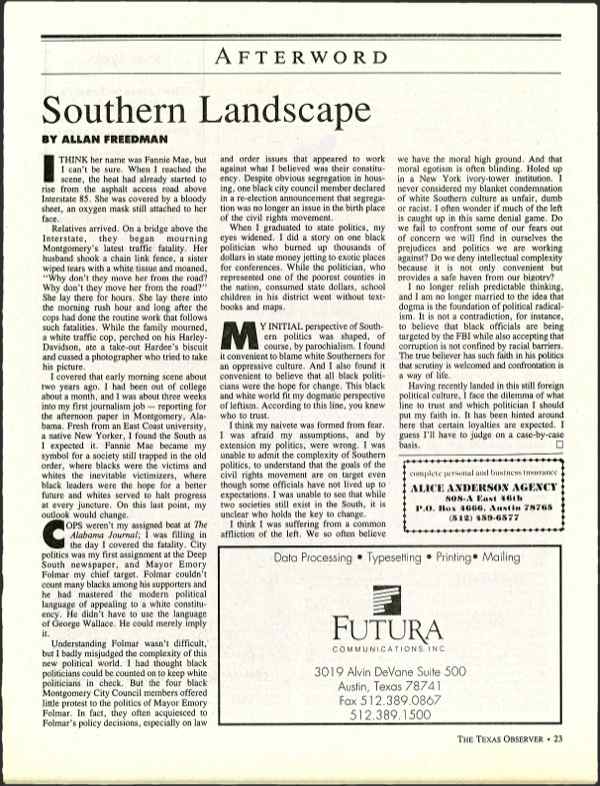 AFTERWORD
Southern Landscape
BY ALLAN FREEDMAN
I THINK her name was Fannie Mae, but
I can't be sure. When I reached the
scene, the heat had already started to
rise from the asphalt access road above
Interstate 85. She was covered by a bloody
sheet, an oxygen mask still attached to her
face.
Relatives arrived. On a bridge above the
Interstate, they began mourning
Montgomery's latest traffic fatality. Her
husband shook a chain link fence, a sister
wiped tears with a white tissue and moaned,
"Why don't they move her from the road?
Why don't they move her from the road?"
She lay there for hours. She lay there into
the morning rush hour and long after the
cops had done the routine work that follows
such fatalities. While the family mourned,
a white traffic cop, perched on his Harley-
Davidson, ate a take-out Hardee's biscuit
and cussed a photographer who tried to take
his picture.
I covered that early morning scene about
two years ago. I had been out of college
about a month, and I was about three weeks
into my first journalism job — reporting for
the afternoon paper in Montgomery, Ala-
bama. Fresh from an East Coast university,
a native New Yorker, I found the South as
I expected it. Fannie Mae became my
symbol for a society still trapped in the old
order, where blacks were the victims and
whites the inevitable victimizers, where
black leaders were the hope for a better
future and whites served to halt progress
at every juncture. On this last point, my
outlook would change.
COPS weren't my assigned beat at The
Alabama Journal; I was filling in
the day I covered the fatality. City
politics was my first assignment at the Deep
South newspaper, and Mayor Emory
Folmar my chief target. Folmar couldn't
count many blacks among his supporters and
he had mastered the modern political
language of appealing to a white constitu-
ency. He didn't have to use the language
of George Wallace. He could merely imply
it.
Understanding Folmar wasn't difficult,
but I badly misjudged the complexity of this
new political world. I had thought black
politicians could be counted on to keep white
politicians in check. But the four black
Montgomery City Council members offered
little protest to the politics of Mayor Emory
Folmar. In fact, they often acquiesced to
Folmar's policy decisions, especially on law
and order issues that appeared to work
against what I believed was their constitu-
ency. Despite obvious segregation in hous-
ing, one black city council member declared
in a re-election announcement that segrega-
tion was no longer an issue in the birth place
of the civil rights movement.
When I graduated to state politics, my
eyes widened. I did a story on one black
politician who burned up thousands of
dollars in state money jetting to exotic places
for conferences. While the politician, who
represented one of the poorest counties in
the nation, consumed state dollars, school
children in his district went without text-
books and maps.
MY INITIAL perspective of South-
ern politics was shaped, of
course, by parochialism. I found
it convenient to blame white Southerners for
an oppressive culture. And I also found it
convenient to believe that all black politi-
cians were the hope for change. This black
and white world fit my dogmatic perspective
of leftism. According to this line, you knew
who to trust.
I think my naivete was formed from fear.
I was afraid my assumptions, and by
extension my politics, were wrong. I was
unable to admit the complexity of Southern
politics, to understand that the goals of the
civil rights movement are on target even
though some officials have not lived up to
expectations. I was unable to see that while
two societies still exist in the South, it is
unclear who holds the key to change.
I think I was suffering from a common
affliction of the left. We so often believe
we have the moral high ground. And that
moral egotism is often blinding. Holed up
in a New York ivory-tower institution, I
never considered my blanket condemnation
of white Southern culture as unfair, dumb
or racist. I often wonder if much of the left
is caught up in this same denial game. Do
we fail to confront some of our fears out
of concern we will find in ourselves the
prejudices and politics we are working
against? Do we deny intellectual complexity
because it is not only convenient but
provides a safe haven from our bigotry?
I no longer relish predictable thinking,
and I am no longer married to the idea that
dogma is the foundation of political radical-
ism. It is not a contradiction, for instance,
to believe that black officials are being
targeted by the FBI while also accepting that
corruption is not confined by racial barriers.
The true believer has such faith in his politics
that scrutiny is welcomed and confrontation is
a way of life.
Having recently landed in this still foreign
political culture, I face the dilemma of what
line to trust and which politician I should
put my faith in. It has been hinted around
here that certain loyalties are expected. I
guess I'll have to judge on a case-by-case
basis. □
complete personal and business insurance
ALICE ANDERSON AGENCY
808-A East 46th
P.O. Box 4666, Austin 78765
(512) 459-6577
Data Processing • Typesetting • Printing • Mailing
FUTURA
COMMUNICATIONS, INC
3019 Alvin DeVane Suite 500
Austin, Texas 78741
Fax 512.389.0867
512.389.1500
THE TEXAS OBSERVER • 23